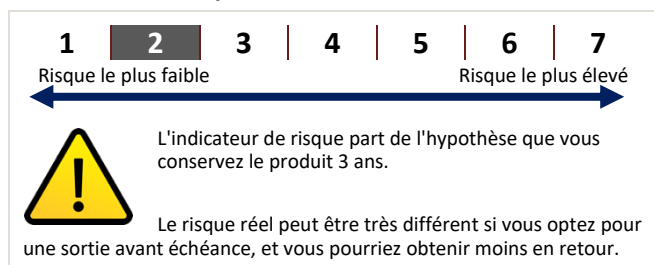 1 2 3 4 5 6 7
Risque le plus faible Risque le plus élevé
L'indicateur de risque part de l'hypothèse que vous
conservez le produit 3 ans.
Le risque réel peut être très différent si vous optez pour
une sortie avant échéance, et vous pourriez obtenir moins en retour.